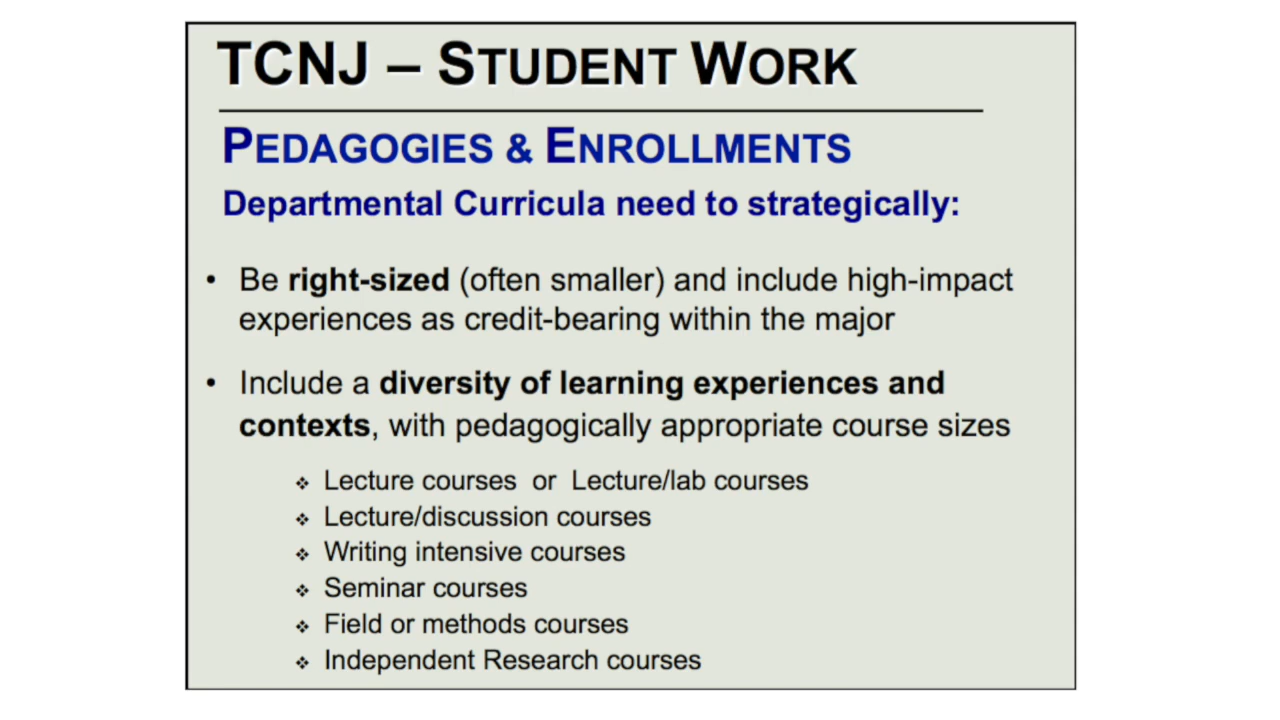 TCNJ – STUDENT WORK
PEDAGOGIES & ENROLLMENTS
Departmental Curricula need to strategically:
• Be right-sized (often smaller) and include high-impact
experiences as credit-bearing within the major
• Include a diversity of learning experiences and
contexts, with pedagogically appropriate course sizes
❖ Lecture courses or Lecture/lab courses
❖ Lecture/discussion courses
❖ Writing intensive courses
❖ Seminar courses
❖ Field or methods courses
❖ Independent Research courses